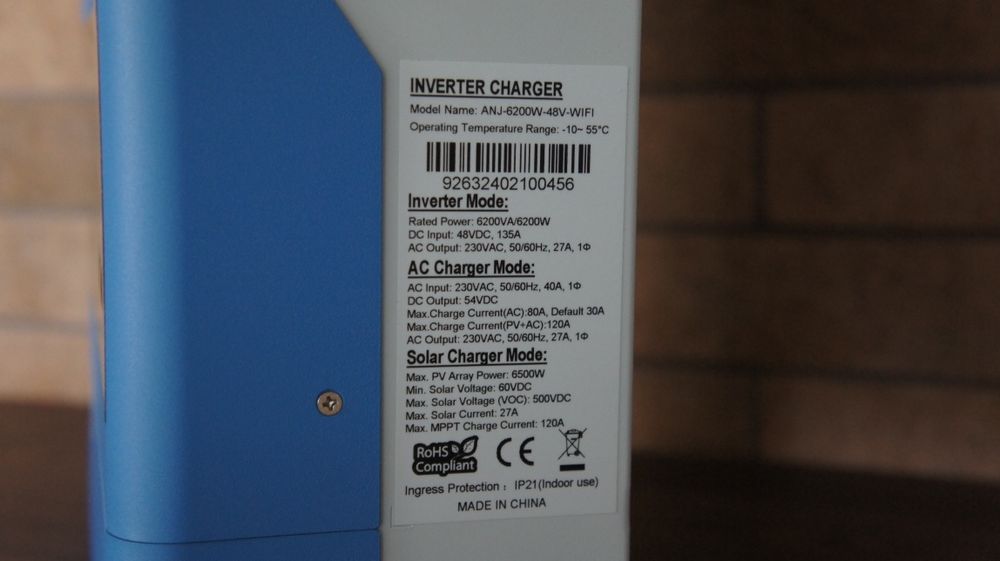 INVERTER CHARGER
Model Name: ANJ-6200W-48V-WIFI
Operating Temperature Range: -10~ 55°C
92632402100456
Inverter Mode:
Rated Power: 6200VA/6200W
DC Input: 48VDC, 135A
AC Output: 230VAC, 50/60Hz, 27A, 1Φ
AC Charger Mode:
AC Input: 230VAC, 50/60Hz, 40A, 1Φ
DC Output: 54VDC
Max.Charge Current(AC):80A, Default 30A
Max.Charge Current(PV+AC):120A
AC Output: 230VAC, 50/60Hz, 27A, 1Φ
Solar Charger Mode:
Max. PV Array Power: 6500W
Min. Solar Voltage: 60VDC
Max. Solar Voltage (VOC): 500VDC
Max. Solar Current: 27A
Max. MPPT Charge Current: 120A
RoHS
Compliant
CE
Ingress Protection : IP21(Indoor use)
MADE IN CHINA